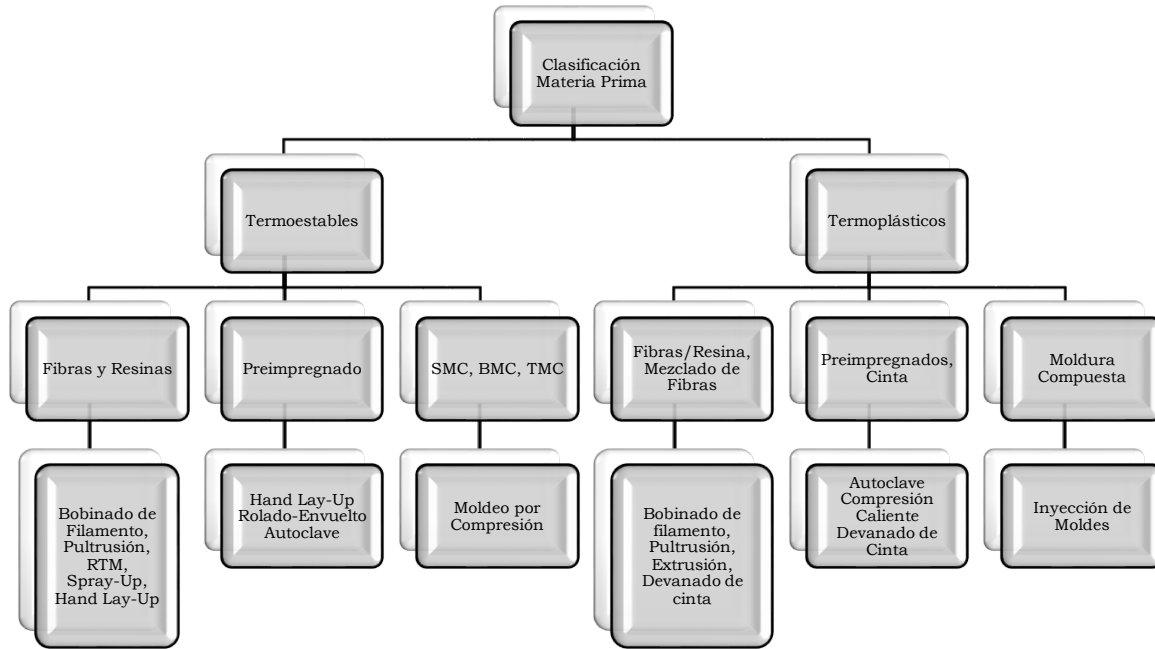 Clasificación
Materia Prima
Termoestables
Termoplásticos
Fibras y Resinas
Preimpregnado
SMC, BMC, TMC
Fibras/Resina,
Mezclado de
Fibras
Preimpregnados,
Cinta
Moldura
Compuesta
Bobinado de
Filamento,
Pultrusión,
RTM,
Spray-Up,
Hand Lay-Up
Hand Lay-Up
Rolado-Envuelto
Autoclave
Moldeo por
Compresión
Bobinado de
filamento,
Pultrusión,
Extrusión,
Devanado de
cinta
Autoclave
Compresión
Caliente
Devanado de
Cinta
Inyección de
Moldes